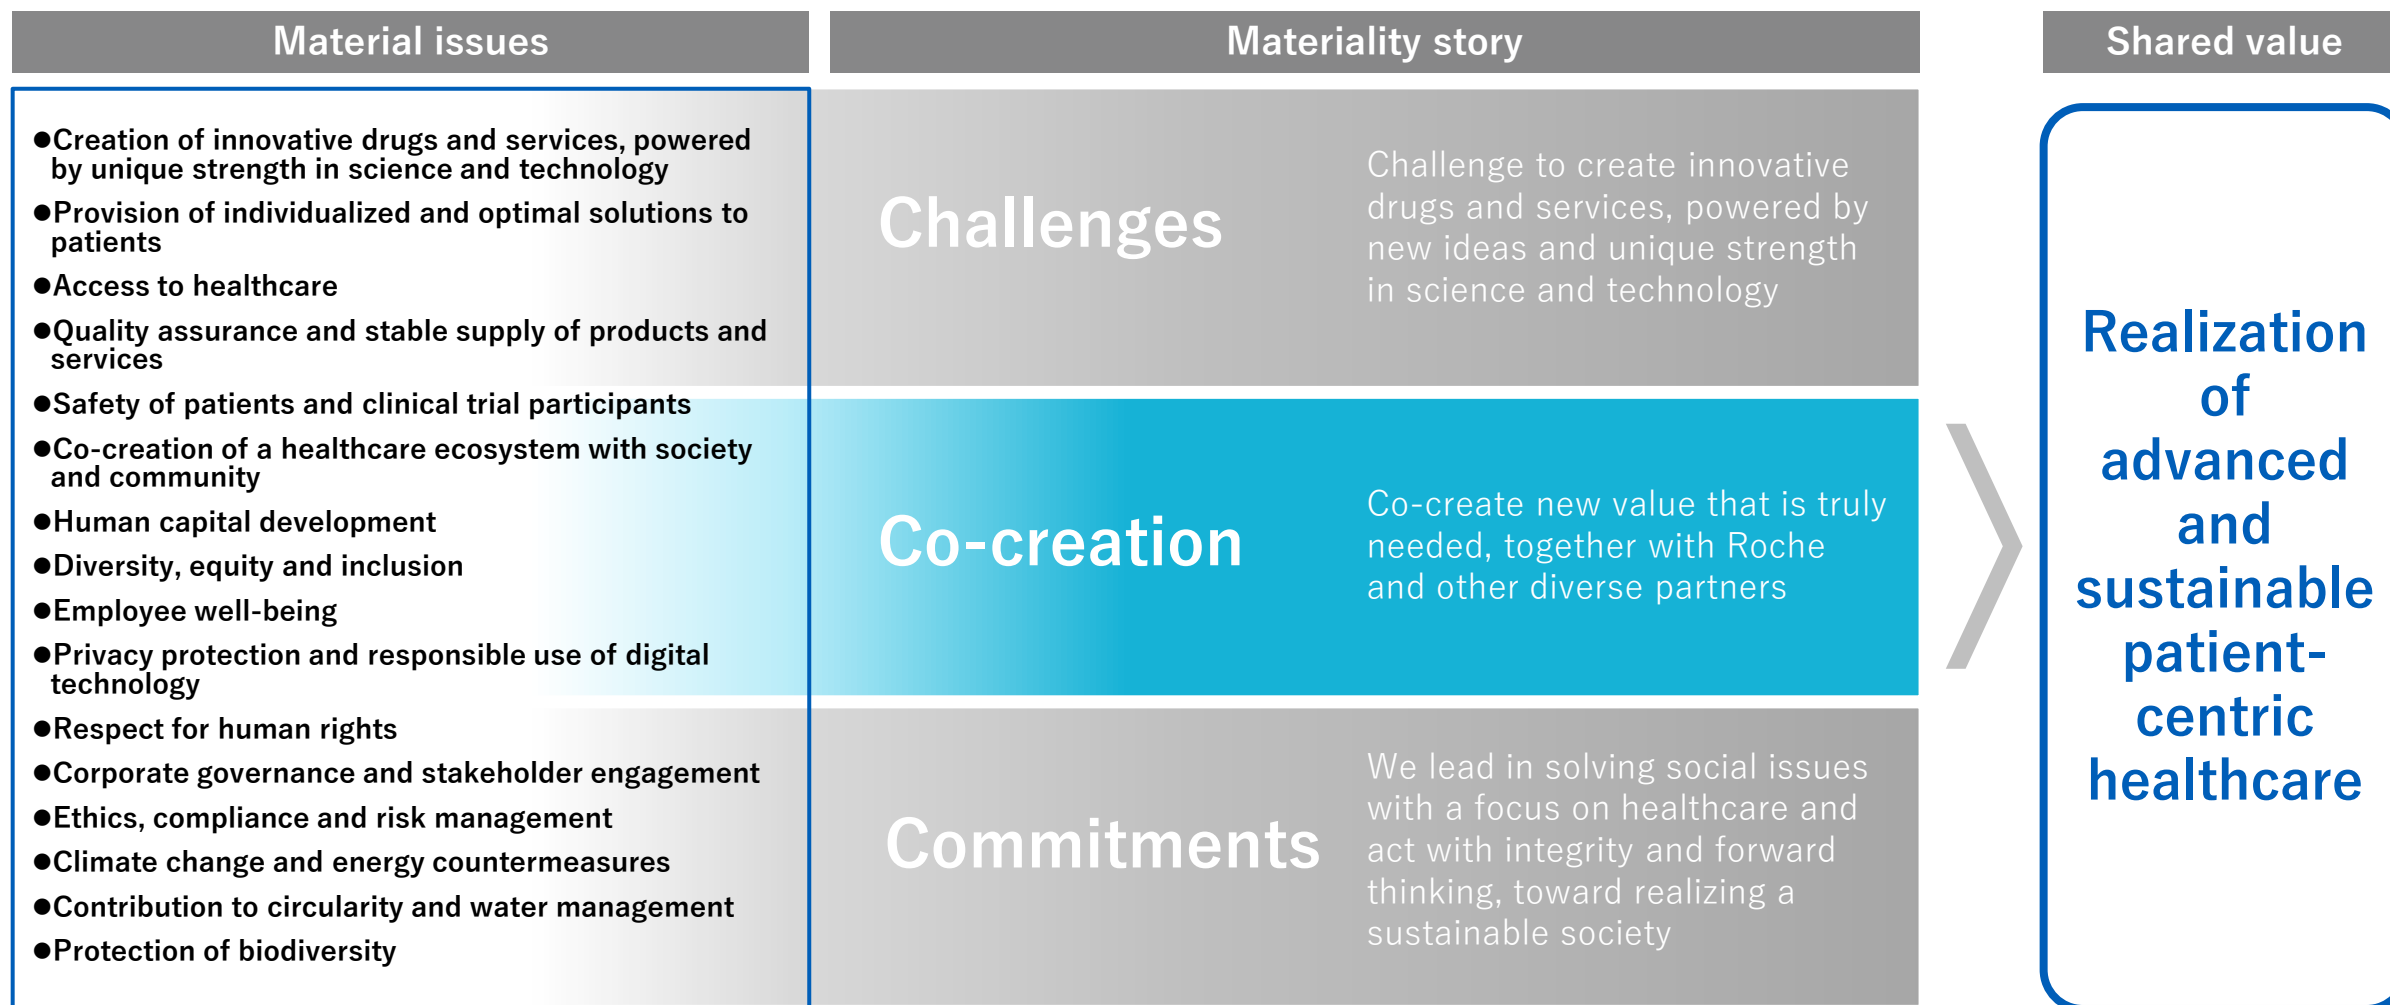 Material issues
Materiality story
Shared value
●Creation of innovative drugs and services, powered
by unique strength in science and technology
●Provision of individualized and optimal solutions to
patients
●Access to healthcare
●Quality assurance and stable supply of products and
services
●Safety of patients and clinical trial participants
●Co-creation of a healthcare ecosystem with society
and community
●Human capital development
●Diversity, equity and inclusion
●Employee well-being
●Privacy protection and responsible use of digital
technology
●Respect for human rights
●Corporate governance and stakeholder engagement
●Ethics, compliance and risk management
●Climate change and energy countermeasures
●Contribution to circularity and water management
●Protection of biodiversity
Challenges
Challenge to create innovative
drugs and services, powered by
new ideas and unique strength
in science and technology
Co-creation
Co-create new value that is truly
needed, together with Roche
and other diverse partners
Commitments
We lead in solving social issues
with a focus on healthcare and
act with integrity and forward
thinking, toward realizing a
sustainable society
Realization
of
advanced
and
sustainable
patient-
centric
healthcare